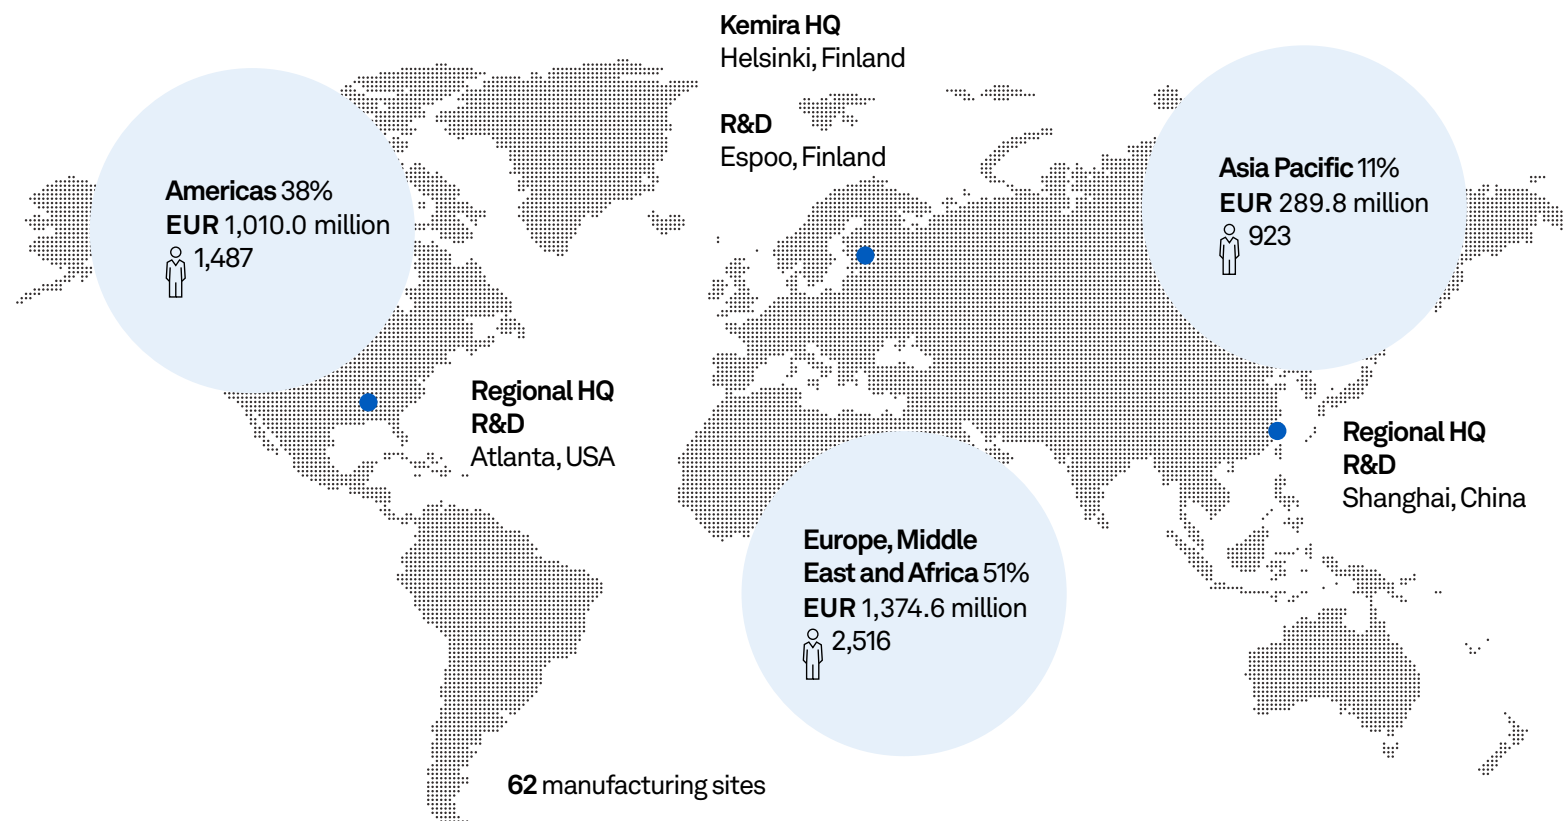 Kemira HQ
Helsinki, Finland
R&D
Espoo, Finland
Americas 38%
EUR 1,010.0 million
1,487
Asia Pacific 11%
EUR 289.8 million
923
Regional HQ
R&D
Atlanta, USA
Regional HQ
R&D
Shanghai, China
Europe, Middle
East and Africa 51%
EUR 1,374.6 million
2,516
62 manufacturing sites